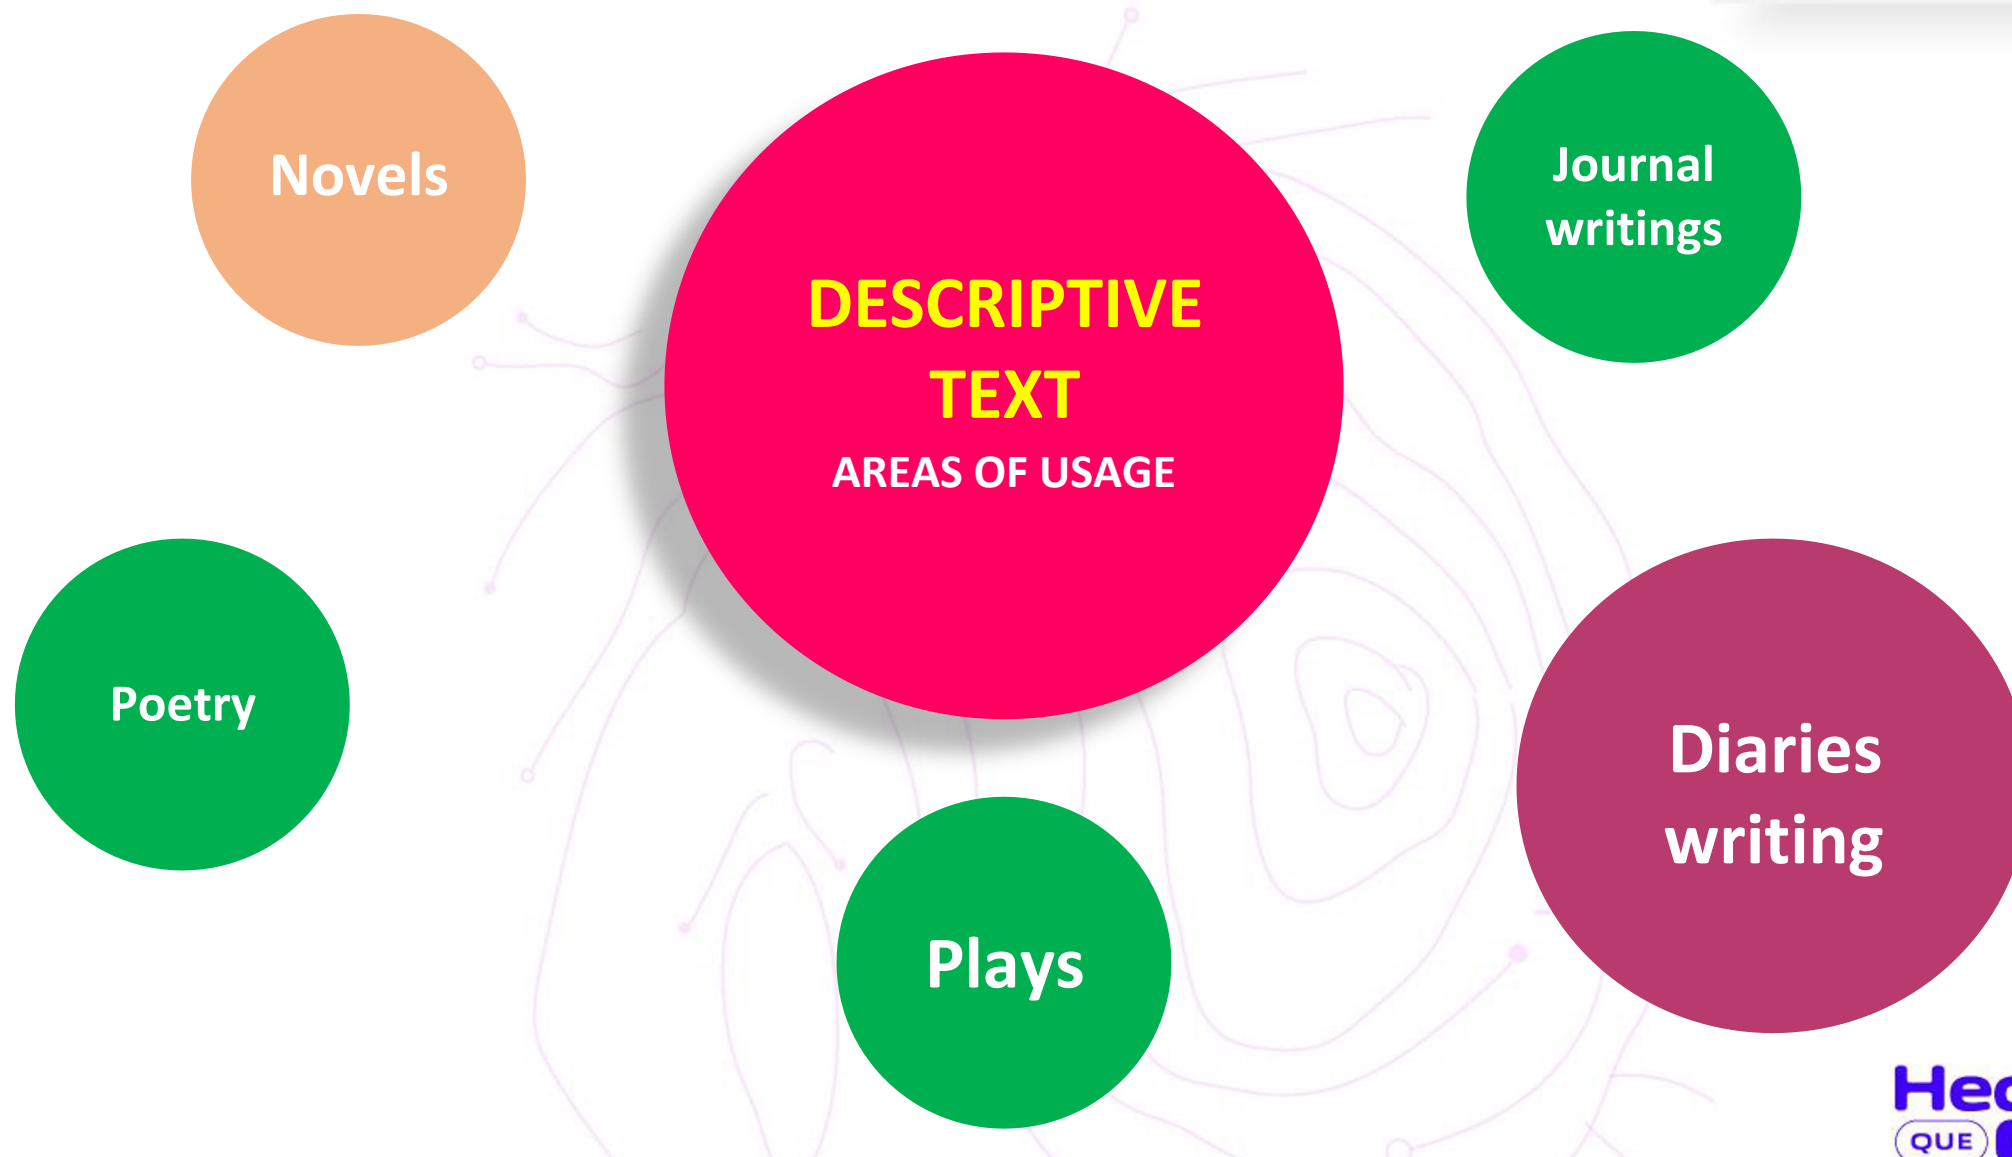 Novels
DESCRIPTIVE
TEXT
AREAS OF USAGE
Journal
writings
Poetry
Diaries
writing
Plays
QUE